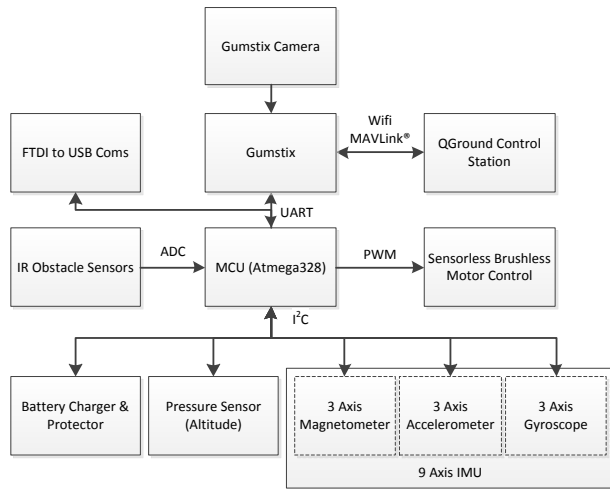 Gumstix Camera
Wifi
MAVLink®
FTDI to USB Coms
Gumstix
QGround Control
Station
UART
IR Obstacle Sensors
ADC
MCU (Atmega328)
PWM
Sensorless Brushless
Motor Control
I²C
Battery Charger &
Protector
Pressure Sensor
(Altitude)
3 Axis
Magnetometer
3 Axis
Accelerometer
3 Axis
Gyroscope
9 Axis IMU